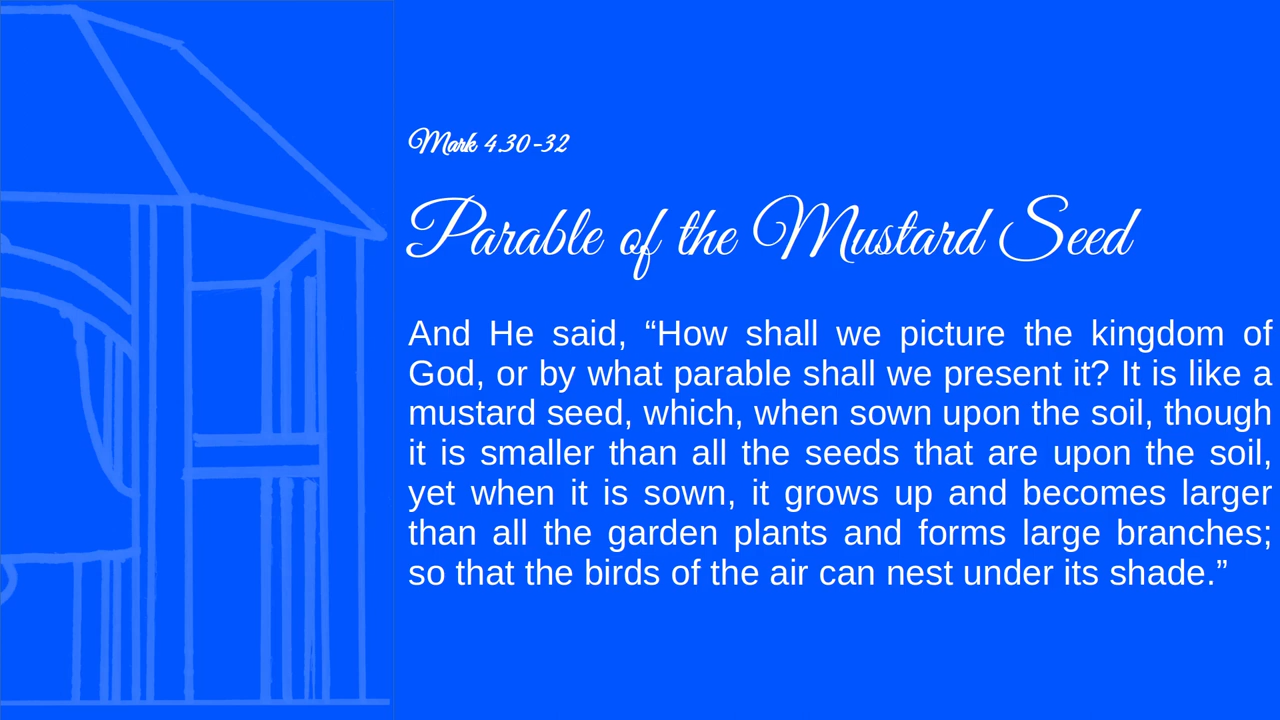 Mark 4.30-32
Parable of the Mustard Seed
And He said, “How shall we picture the kingdom of
God, or by what parable shall we present it? It is like a
mustard seed, which, when sown upon the soil, though
it is smaller than all the seeds that are upon the soil,
yet when it is sown, it grows up and becomes larger
than all the garden plants and forms large branches;
so that the birds of the air can nest under its shade.”